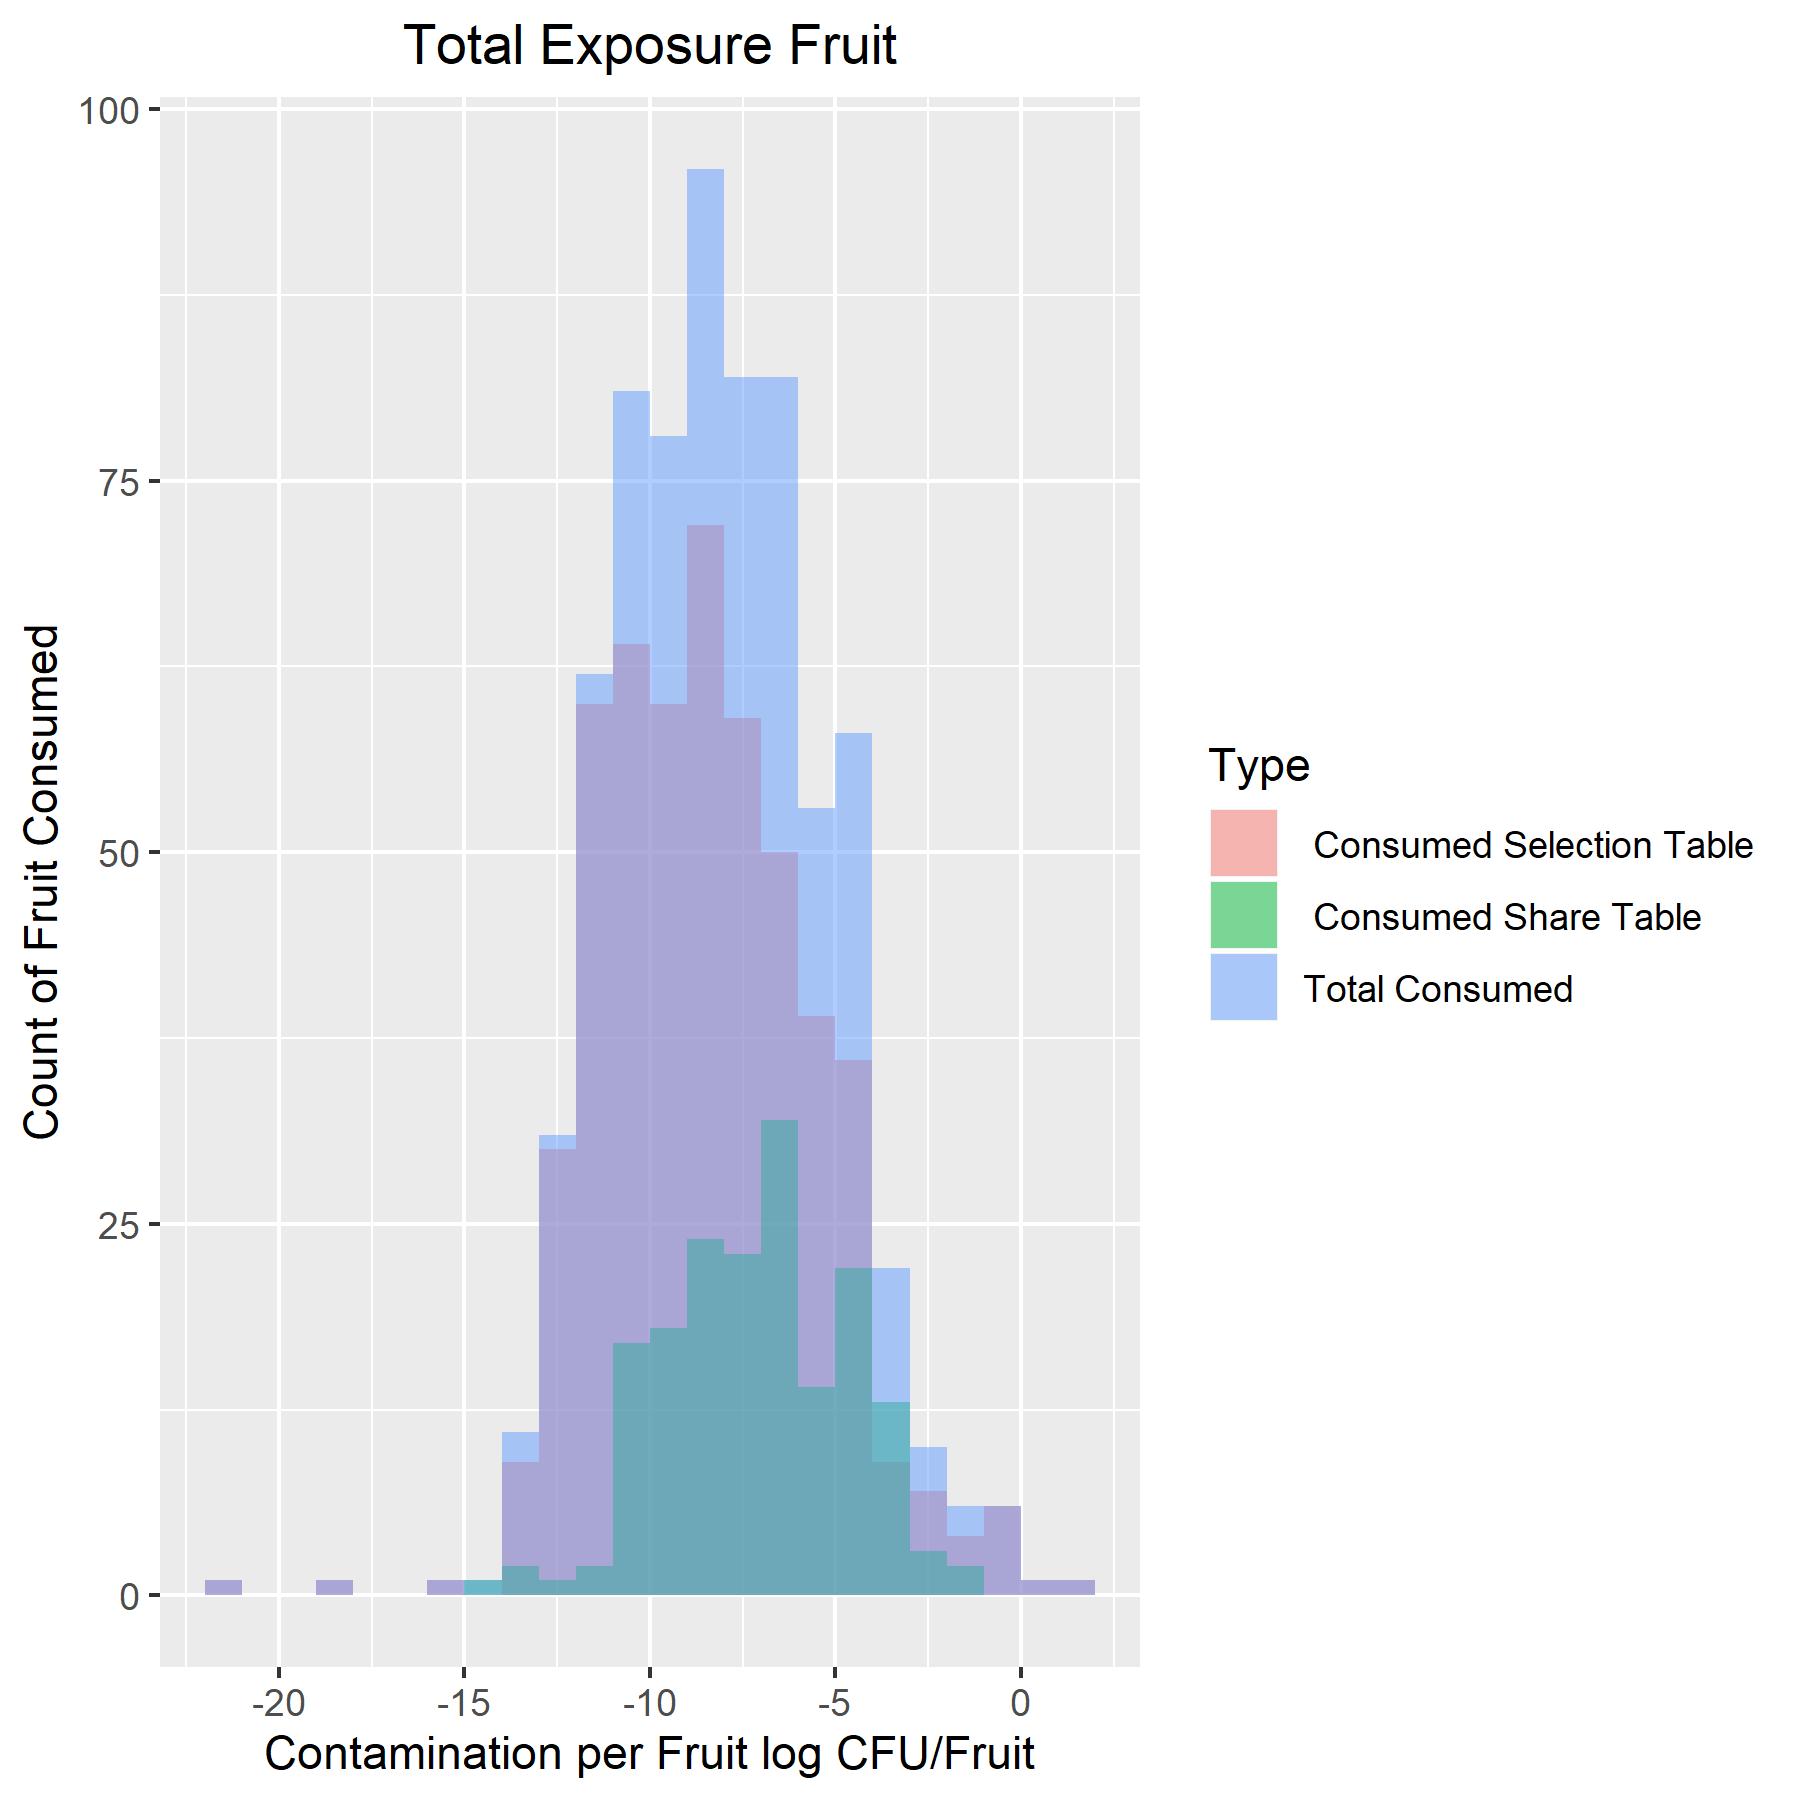 Total Exposure Fruit
100
75
50
25
0
Count of Fruit Consumed
-20 -15 -10 -5 0
Contamination per Fruit log CFU/Fruit
Type
Consumed Selection Table
Consumed Share Table
Total Consumed